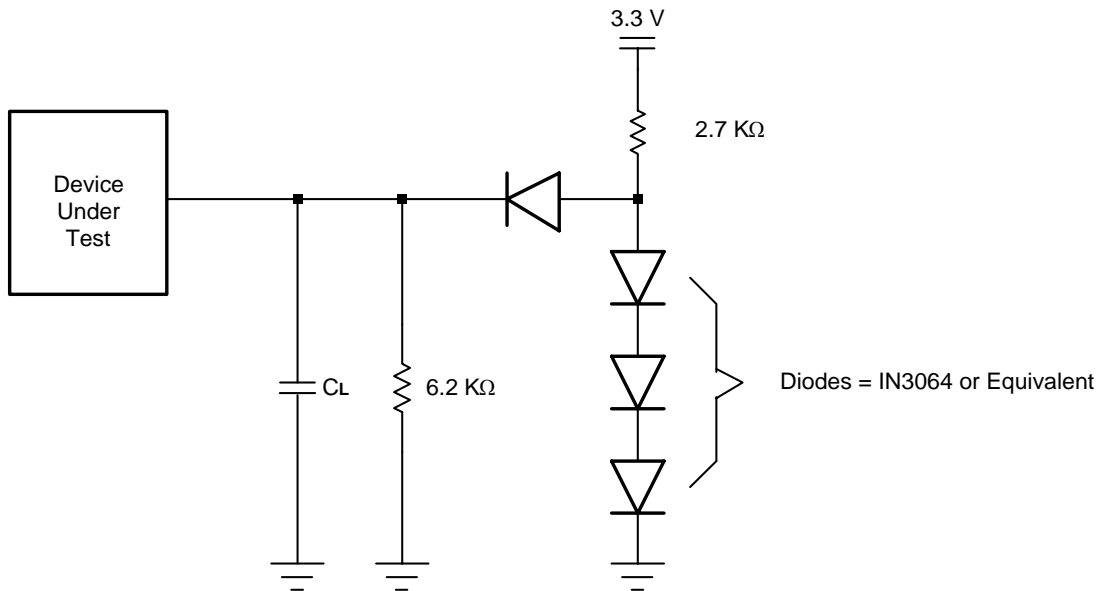 3.3 V
2.7 KΩ
Device
Under
Test
CL
6.2 KΩ
Diodes = IN3064 or Equivalent